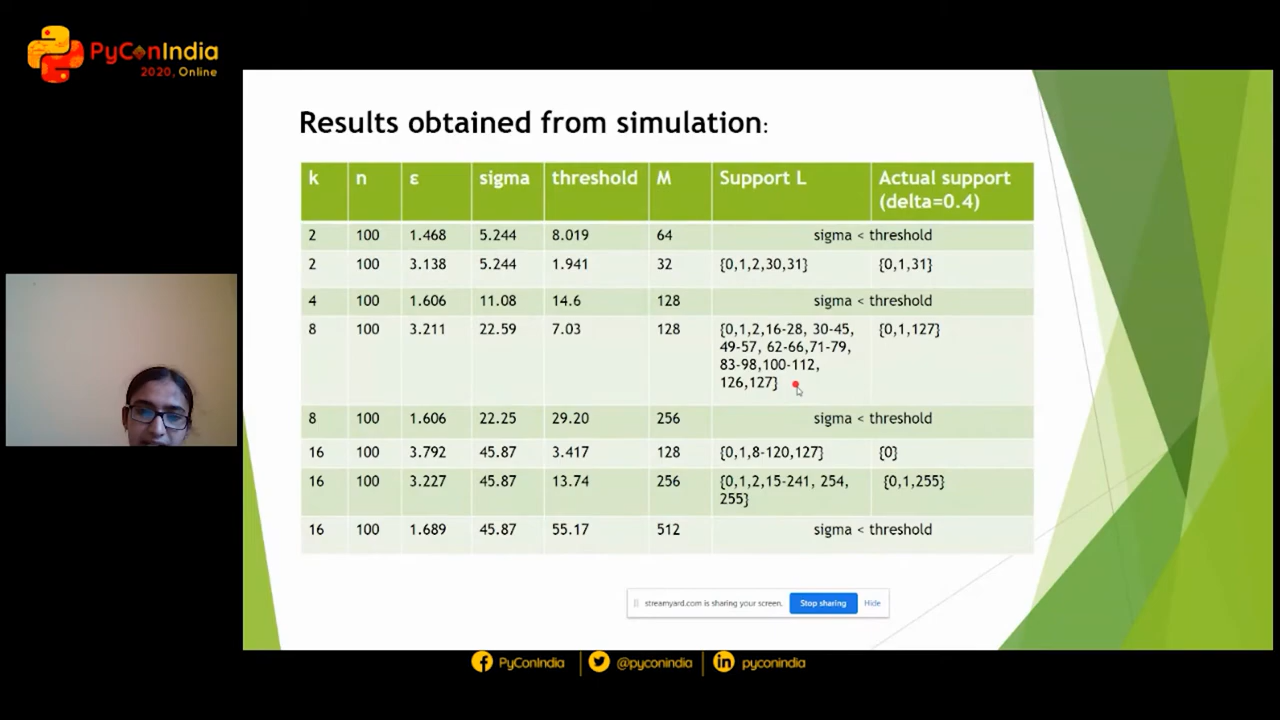 PyConIndia
2020, Online
Results obtained from simulation:
k n ε sigma threshold M Support L Actual support
(delta=0.4)
2 100 1.468 5.244 8.019 64 sigma < threshold
2 100 3.138 5.244 1.941 32 {0,1,2,30,31} {0,1,31}
4 100 1.606 11.08 14.6 128 sigma < threshold
8 100 3.211 22.59 7.03 128 {0,1,2,16-28, 30-45, {0,1,127}
49-57, 62-66,71-79,
83-98,100-112,
126,127}
8 100 1.606 22.25 29.20 256 sigma < threshold
16 100 3.792 45.87 3.417 128 {0,1,8-120,127} {0}
16 100 3.227 45.87 13.74 256 {0,1,2,15-241, 254, {0,1,255}
255}
16 100 1.689 45.87 55.17 512 sigma < threshold
streamyard.com is sharing your screen. Stop sharing Hide
PyConIndia @pyconindia pyconindia